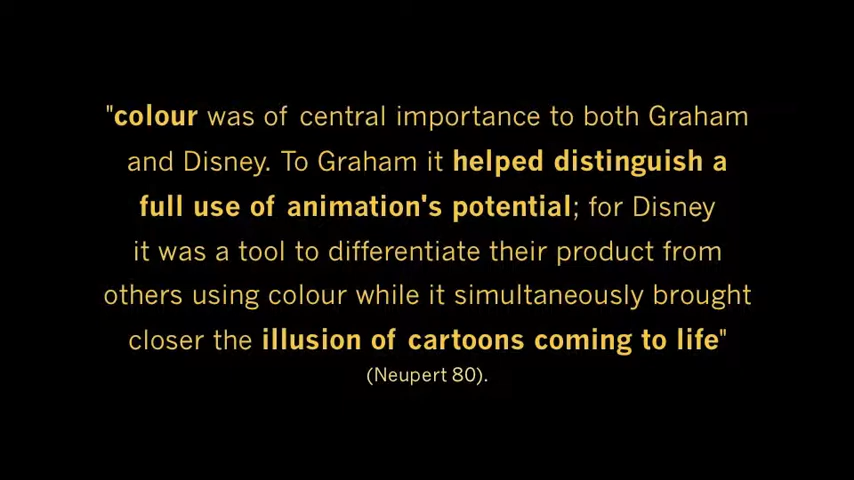 "colour was of central importance to both Graham
and Disney. To Graham it helped distinguish a
full use of animation's potential; for Disney
it was a tool to differentiate their product from
others using colour while it simultaneously brought
closer the illusion of cartoons coming to life"
(Neupert 80).